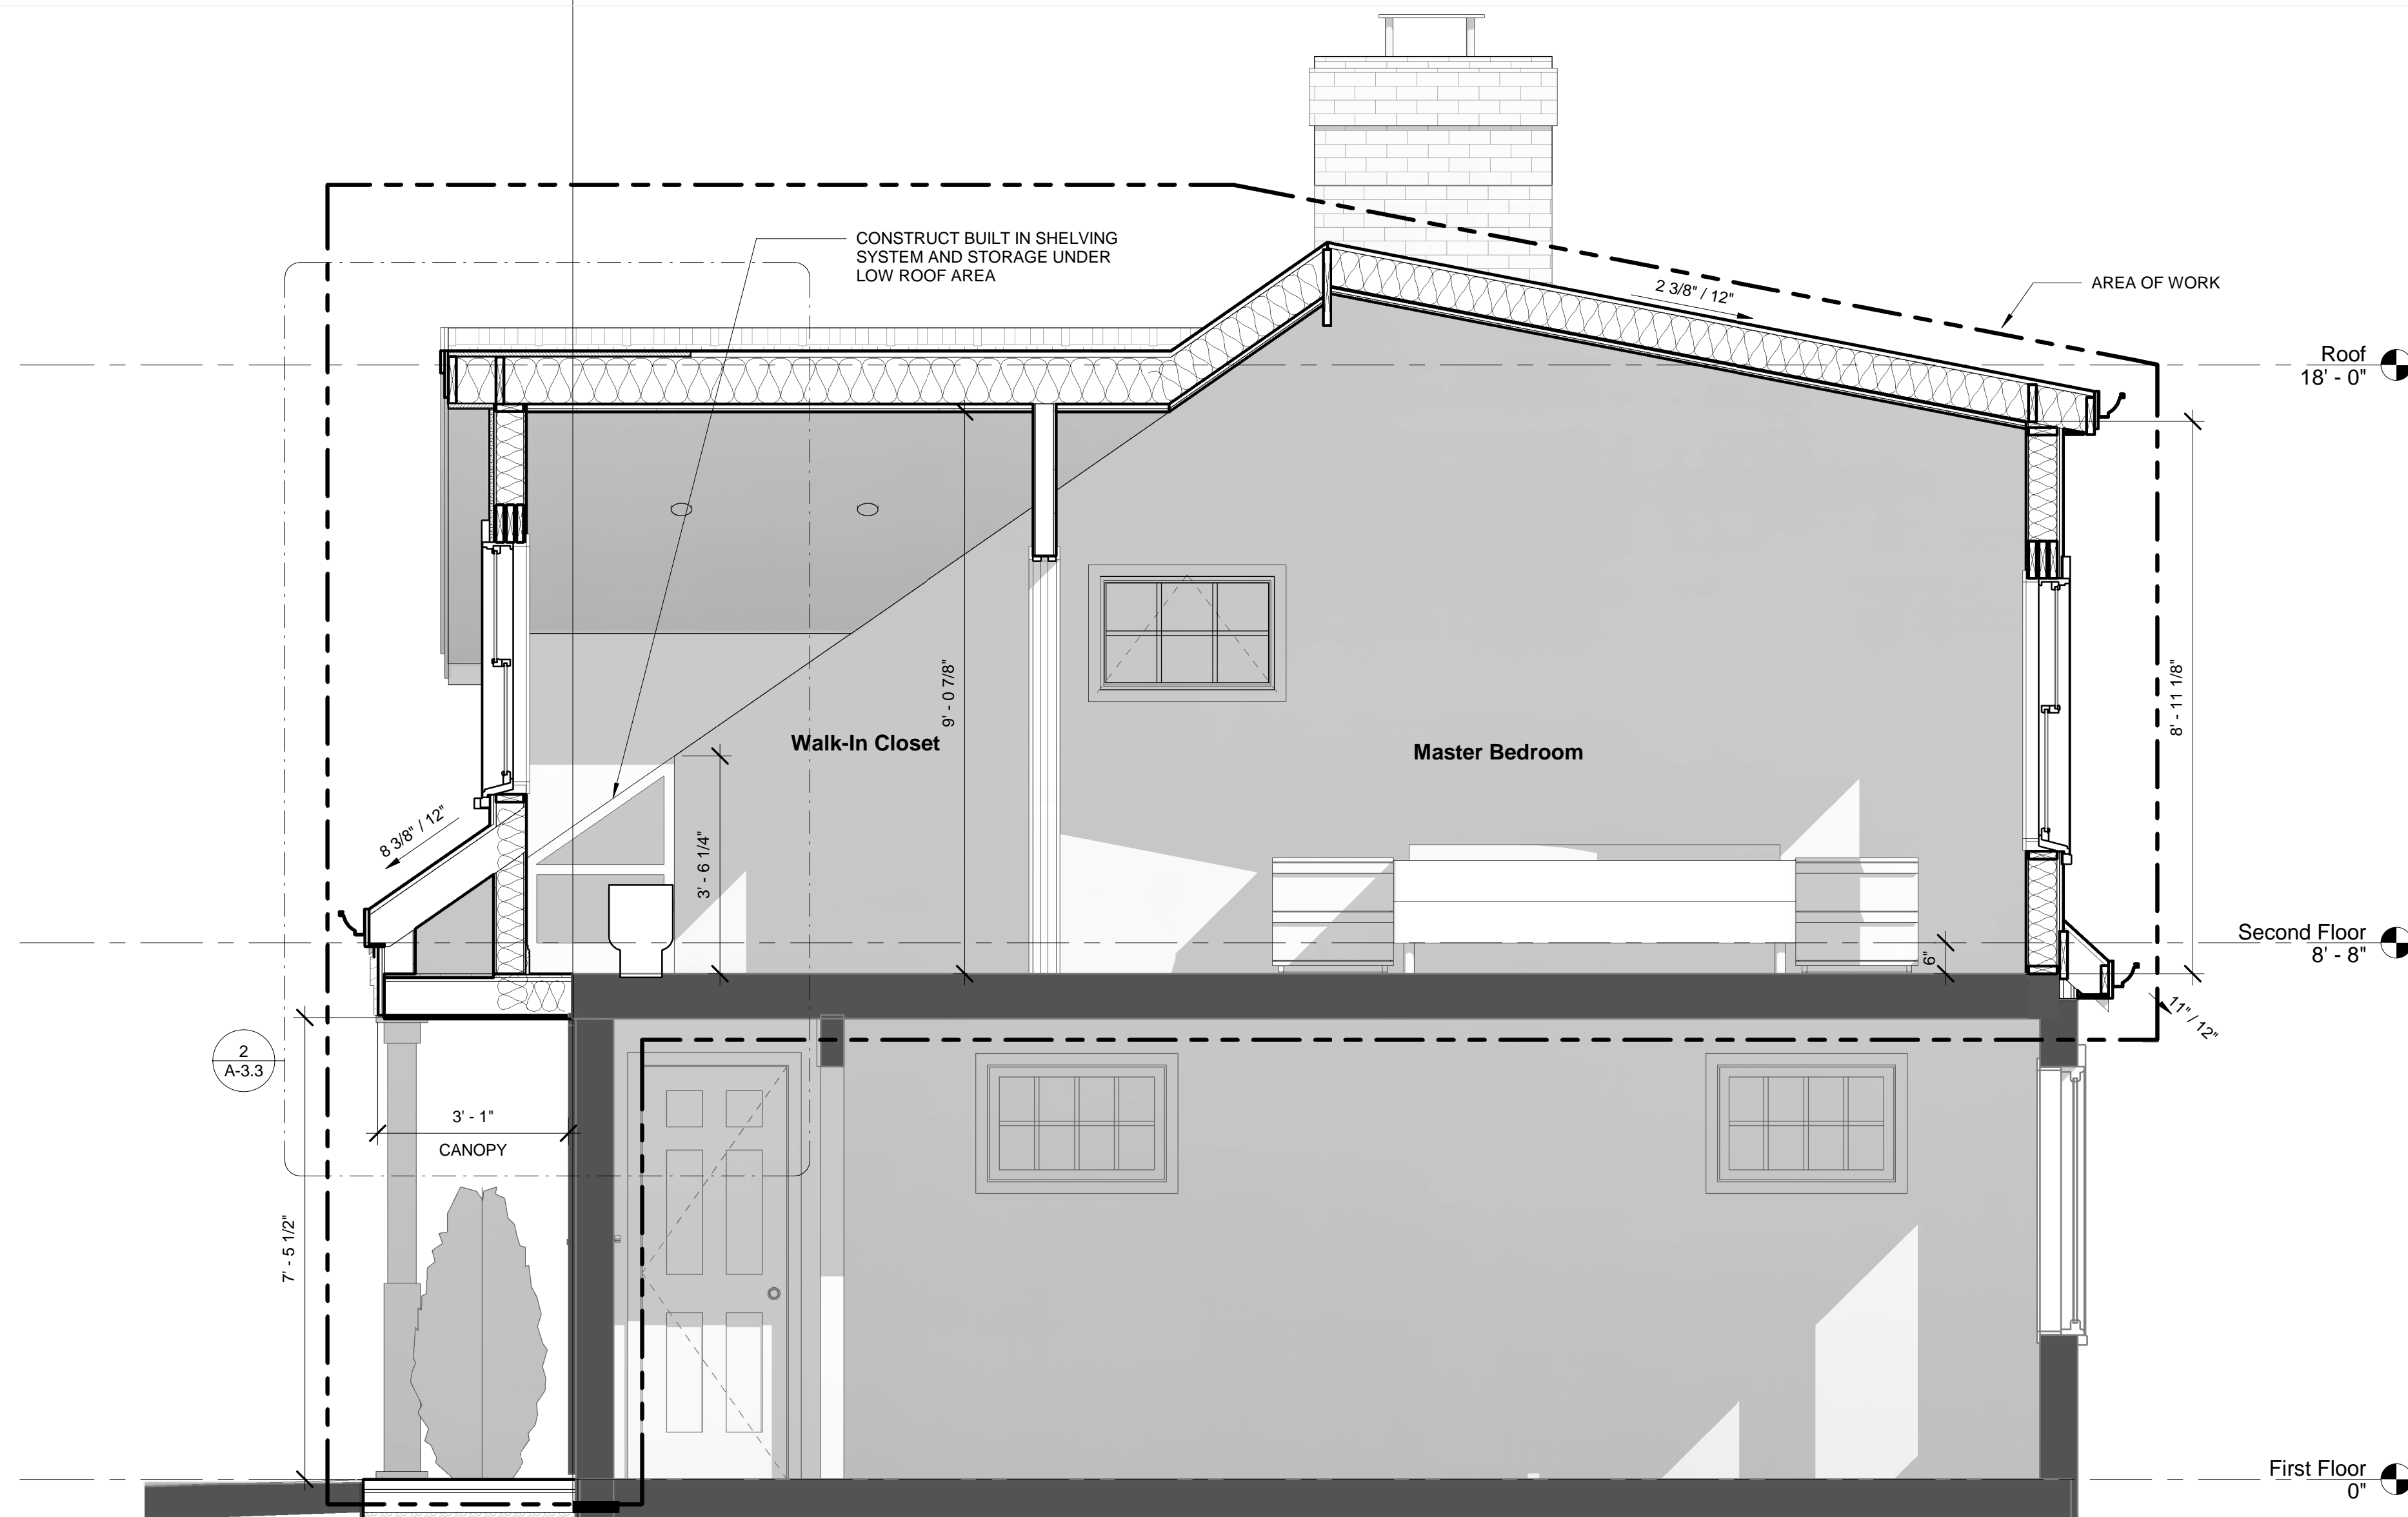 CONSTRUCT BUILT IN SHELVING
SYSTEM AND STORAGE UNDER
LOW ROOF AREA
2 3/8" / 12"
AREA OF WORK
Roof
18' - 0"
9' - 0 7/8"
8' - 11 1/8"
Walk-In Closet
Master Bedroom
8 3/8" / 12"
3' - 6 1/4"
Second Floor
8' - 8"
6"
11" / 12"
2
A-3.3
3' - 1"
CANOPY
7' - 5 1/2"
First Floor
0"